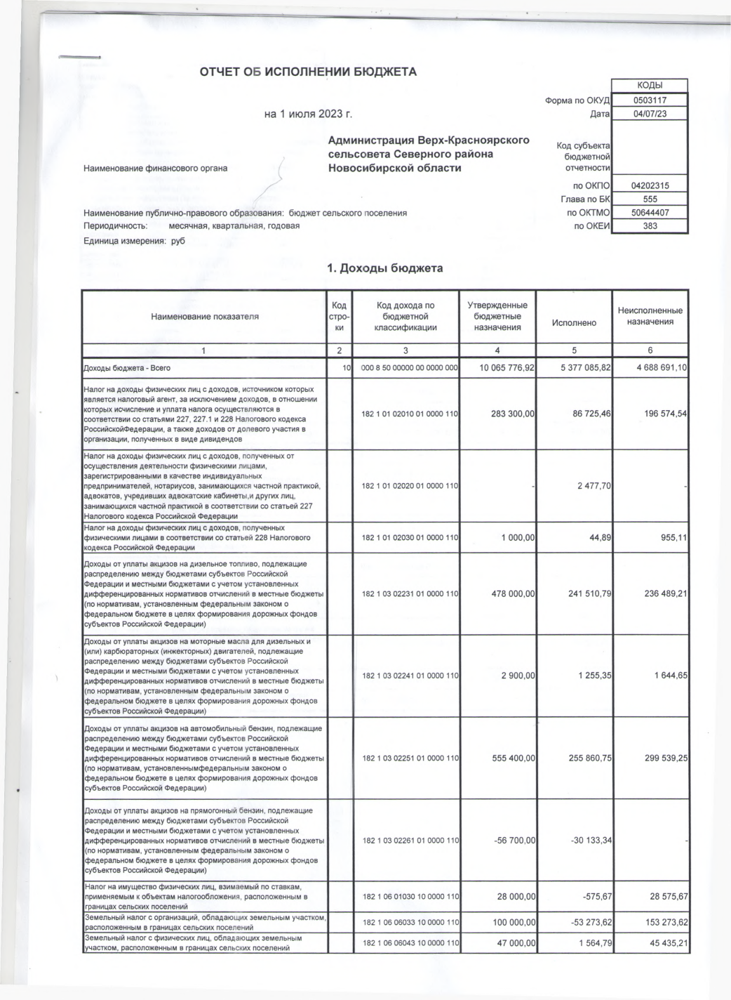 ОТЧЕТ ОБ ИСПОЛНЕНИИ БЮДЖЕТА
КОДЫ
Форма по ОКУД 0503117
на 1 июля 2023 г.
Дата 04/07/23
Администрация Верх-Красноярского
сельсовета Северного района
Новосибирской области
Код субъекта
бюджетной
отчетности
Наименование финансового органа
по ОКПО 04202315
Глава по БК 555
Наименование публично-правового образования: бюджет сельского поселения
по ОКТМО 50644407
Периодичность: месячная, квартальная, годовая
по ОКЕИ 383
Единица измерения: руб
1. Доходы бюджета
Наименование показателя
Код
стро-
ки
Код дохода по
бюджетной
классификации
Утвержденные
бюджетные
назначения
Исполнено
Неисполненные
назначения
1 2 3 4 5 6
Доходы бюджета - Всего 10 000 8 50 00000 00 0000 000 10 065 776,92 5 377 085,82 4 688 691,10
Налог на доходы физических лиц с доходов, источником которых
является налоговый агент, за исключением доходов, в отношении
которых исчисление и уплата налога осуществляются в
соответствии со статьями 227, 227.1 и 228 Налогового кодекса
РоссийскойФедерации, а также доходов от долевого участия в
организации, полученных в виде дивидендов
182 1 01 02010 01 0000 110 283 300,00 86 725,46 196 574,54
Налог на доходы физических лиц с доходов, полученных от
осуществления деятельности физическими лицами,
зарегистрированными в качестве индивидуальных
предпринимателей, нотариусов, занимающихся частной практикой,
адвокатов, учредивших адвокатские кабинеты,и других лиц,
занимающихся частной практикой в соответствии со статьей 227
Налогового кодекса Российской Федерации
182 1 01 02020 01 0000 110 - 2 477,70 -
Налог на доходы физических лиц с доходов, полученных
физическими лицами в соответствии со статьей 228 Налогового
кодекса Российской Федерации
182 1 01 02030 01 0000 110 1 000,00 44,89 955,11
Доходы от уплаты акцизов на дизельное топливо, подлежащие
распределению между бюджетами субъектов Российской
Федерации и местными бюджетами с учетом установленных
дифференцированных нормативов отчислений в местные бюджеты
(по нормативам, установленным федеральным законом о
федеральном бюджете в целях формирования дорожных фондов
субъектов Российской Федерации)
182 1 03 02231 01 0000 110 478 000,00 241 510,79 236 489,21
Доходы от уплаты акцизов на моторные масла для дизельных и
(или) карбюраторных (инжекторных) двигателей, подлежащие
распределению между бюджетами субъектов Российской
Федерации и местными бюджетами с учетом установленных
дифференцированных нормативов отчислений в местные бюджеты
(по нормативам, установленным федеральным законом о
федеральном бюджете в целях формирования дорожных фондов
субъектов Российской Федерации)
182 1 03 02241 01 0000 110 2 900,00 1 255,35 1 644,65
Доходы от уплаты акцизов на автомобильный бензин, подлежащие
распределению между бюджетами субъектов Российской
Федерации и местными бюджетами с учетом установленных
дифференцированных нормативов отчислений в местные бюджеты
(по нормативам, установленнымфедеральным законом о
федеральном бюджете в целях формирования дорожных фондов
субъектов Российской Федерации)
182 1 03 02251 01 0000 110 555 400,00 255 860,75 299 539,25
Доходы от уплаты акцизов на прямогонный бензин, подлежащие
распределению между бюджетами субъектов Российской
Федерации и местными бюджетами с учетом установленных
дифференцированных нормативов отчислений в местные бюджеты
(по нормативам, установленным федеральным законом о
федеральном бюджете в целях формирования дорожных фондов
субъектов Российской Федерации)
182 1 03 02261 01 0000 110 -56 700,00 -30 133,34 -
Налог на имущество физических лиц, взимаемый по ставкам,
применяемым к объектам налогообложения, расположенным в
границах сельских поселений
182 1 06 01030 10 0000 110 28 000,00 -575,67 28 575,67
Земельный налог с организаций, обладающих земельным участком,
расположенным в границах сельских поселений
182 1 06 06033 10 0000 110 100 000,00 -53 273,62 153 273,62
Земельный налог с физических лиц, обладающих земельным
участком, расположенным в границах сельских поселений
182 1 06 06043 10 0000 110 47 000,00 1 564,79 45 435,21